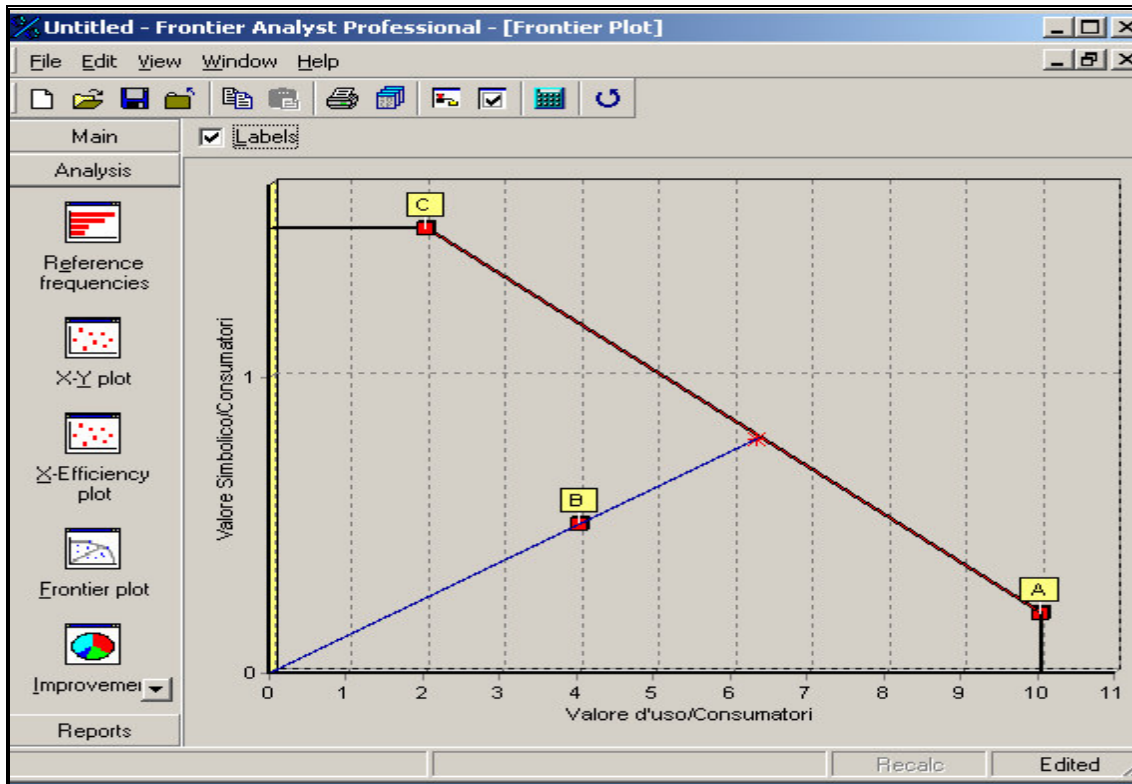 Untitled - Frontier Analyst Professional - [Frontier Plot]
File Edit View Window Help
Main
Labels
Analysis
Reference
frequencies
X-Y plot
X-Efficiency
plot
Frontier plot
Improvemer
Reports
Valore Simbolico/Consumatori
1
0
C
B
A
0 1 2 3 4 5 6 7 8 9 10 11
Valore d'uso/Consumatori
Recalc Edited